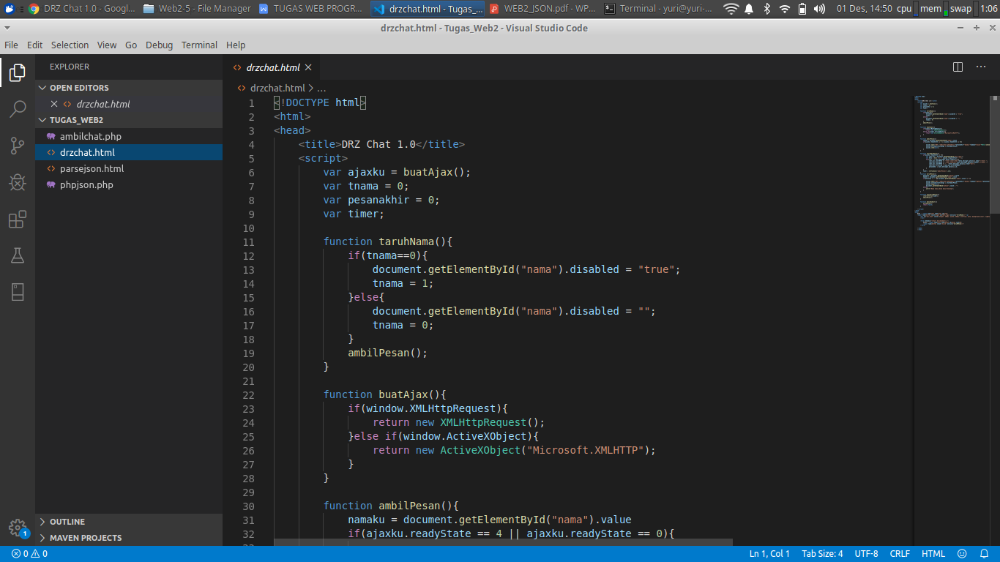 DRZ Chat 1.0 - Googl...
Web2-5 - File Manager
TUGAS WEB PROGR...
drzchat.html - Tugas_...
WEB2_JSON.pdf - WP...
Terminal - yuri@yuri-...
01 Des, 14:50
cpu
mem
swap
1:06
drzchat.html - Tugas_Web2 - Visual Studio Code
File Edit Selection View Go Debug Terminal Help
EXPLORER
OPEN EDITORS
drzchat.html
TUGAS_WEB2
ambilchat.php
drzchat.html
parsejson.html
phpjson.php
OUTLINE
MAVEN PROJECTS
1
drzchat.html
drzchat.html > ...
1 <!DOCTYPE html>
2 <html>
3 <head>
4 <title>DRZ Chat 1.0</title>
5 <script>
6 var ajaxku = buatAjax();
7 var tnama = 0;
8 var pesanakhir = 0;
9 var timer;
10
11 function taruhNama(){
12 if(tnama==0){
13 document.getElementById("nama").disabled = "true";
14 tnama = 1;
15 }else{
16 document.getElementById("nama").disabled = "";
17 tnama = 0;
18 }
19 ambilPesan();
20 }
21
22 function buatAjax(){
23 if(window.XMLHttpRequest){
24 return new XMLHttpRequest();
25 }else if(window.ActiveXObject){
26 return new ActiveXObject("Microsoft.XMLHTTP");
27 }
28 }
29
30 function ambilPesan(){
31 namaku = document.getElementById("nama").value
32 if(ajaxku.readyState == 4 || ajaxku.readyState == 0){
0 0
Ln 1, Col 1 Tab Size: 4 UTF-8 CRLF HTML